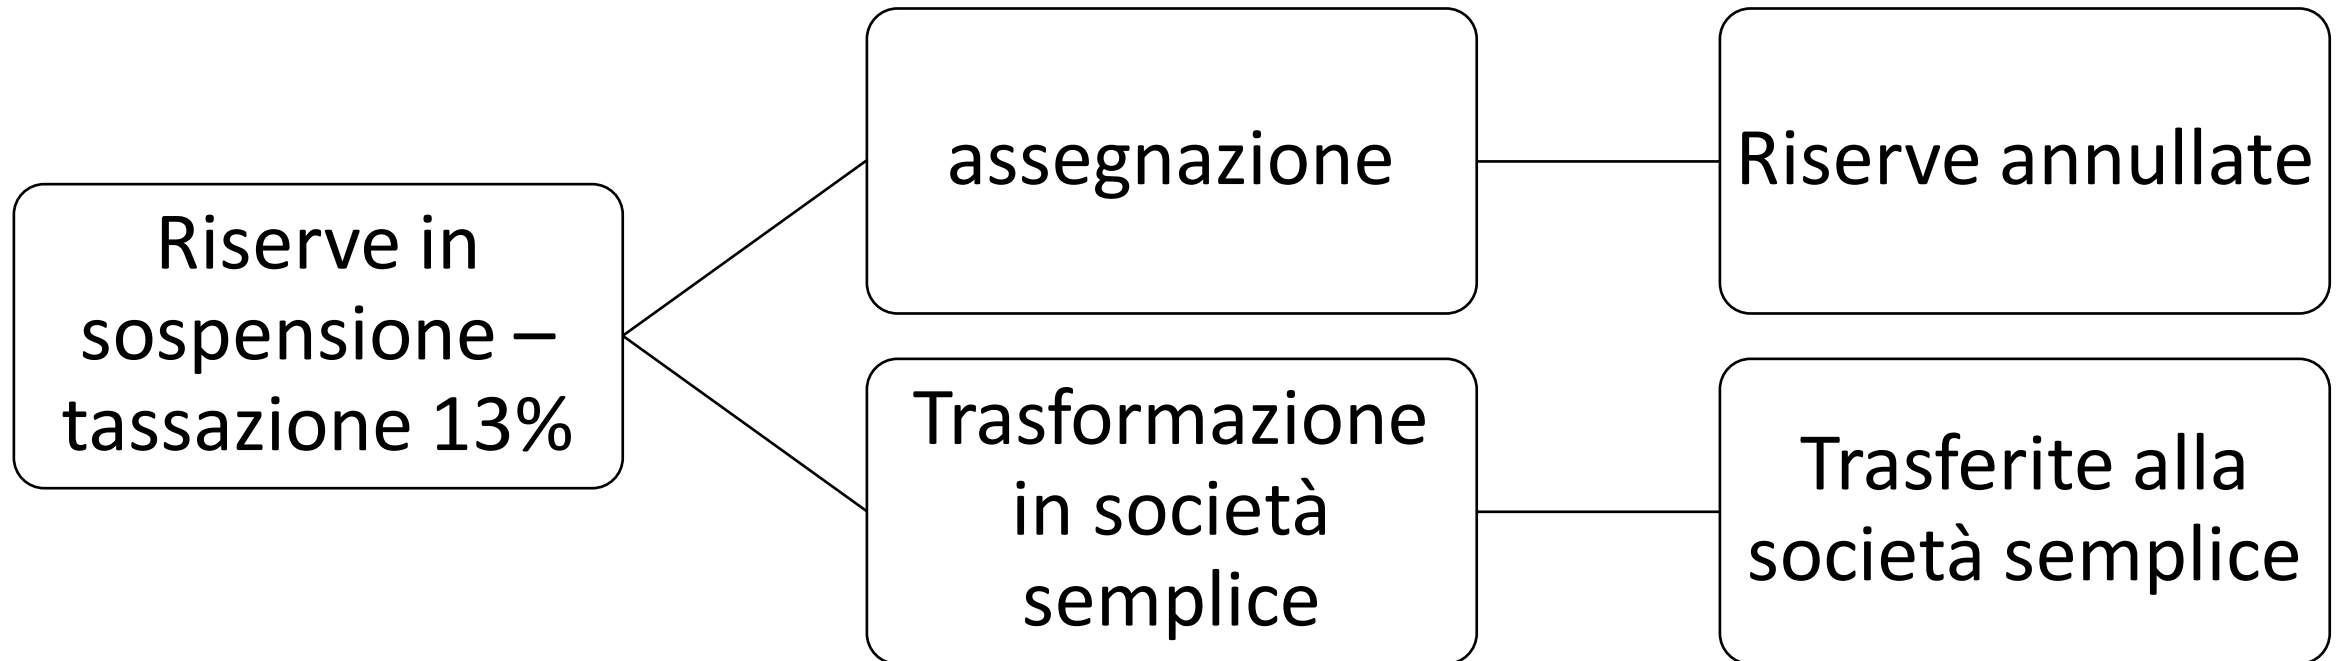 Riserve in
sospensione –
tassazione 13%
assegnazione
Riserve annullate
Trasformazione
in società
semplice
Trasferite alla
società semplice